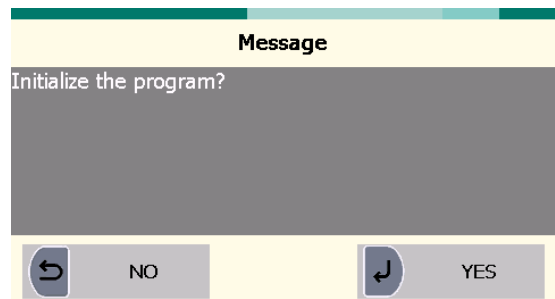 Message
Initialize the program?
NO
YES